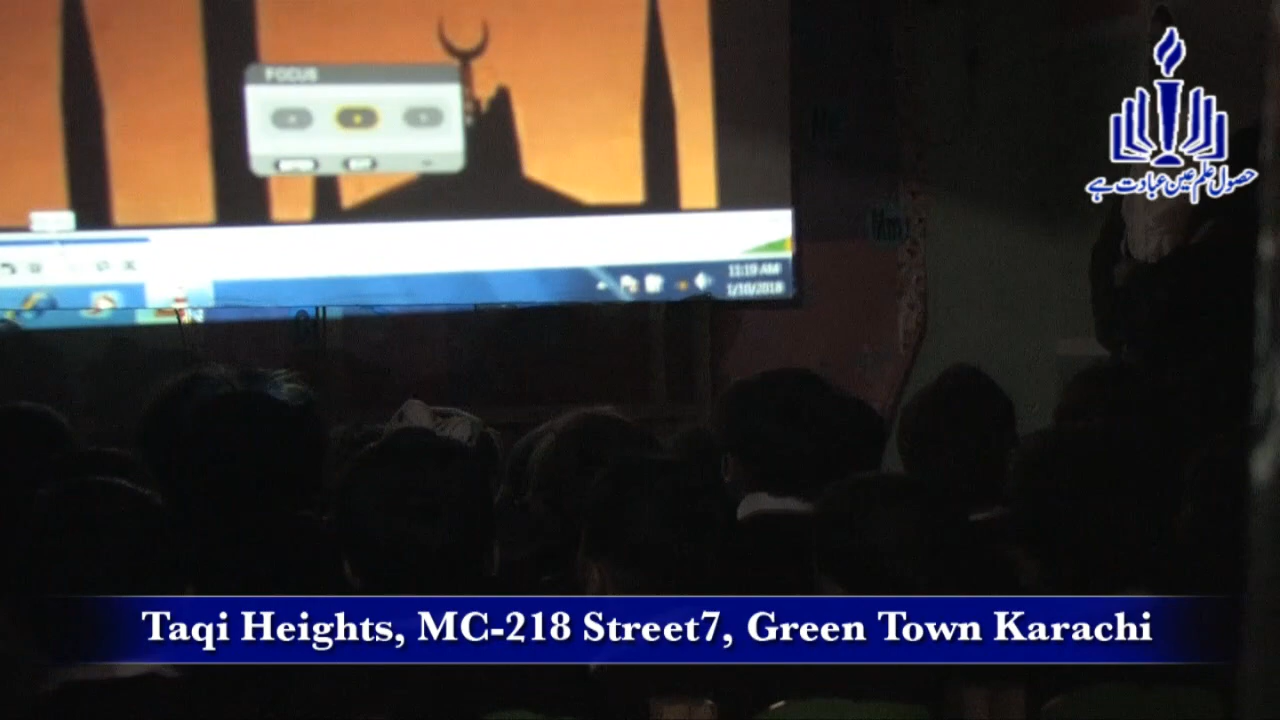 FOCUS
حصول علم عین عبادت ہے
11:19 AM
1/10/2018
Taqi Heights, MC-218 Street7, Green Town Karachi